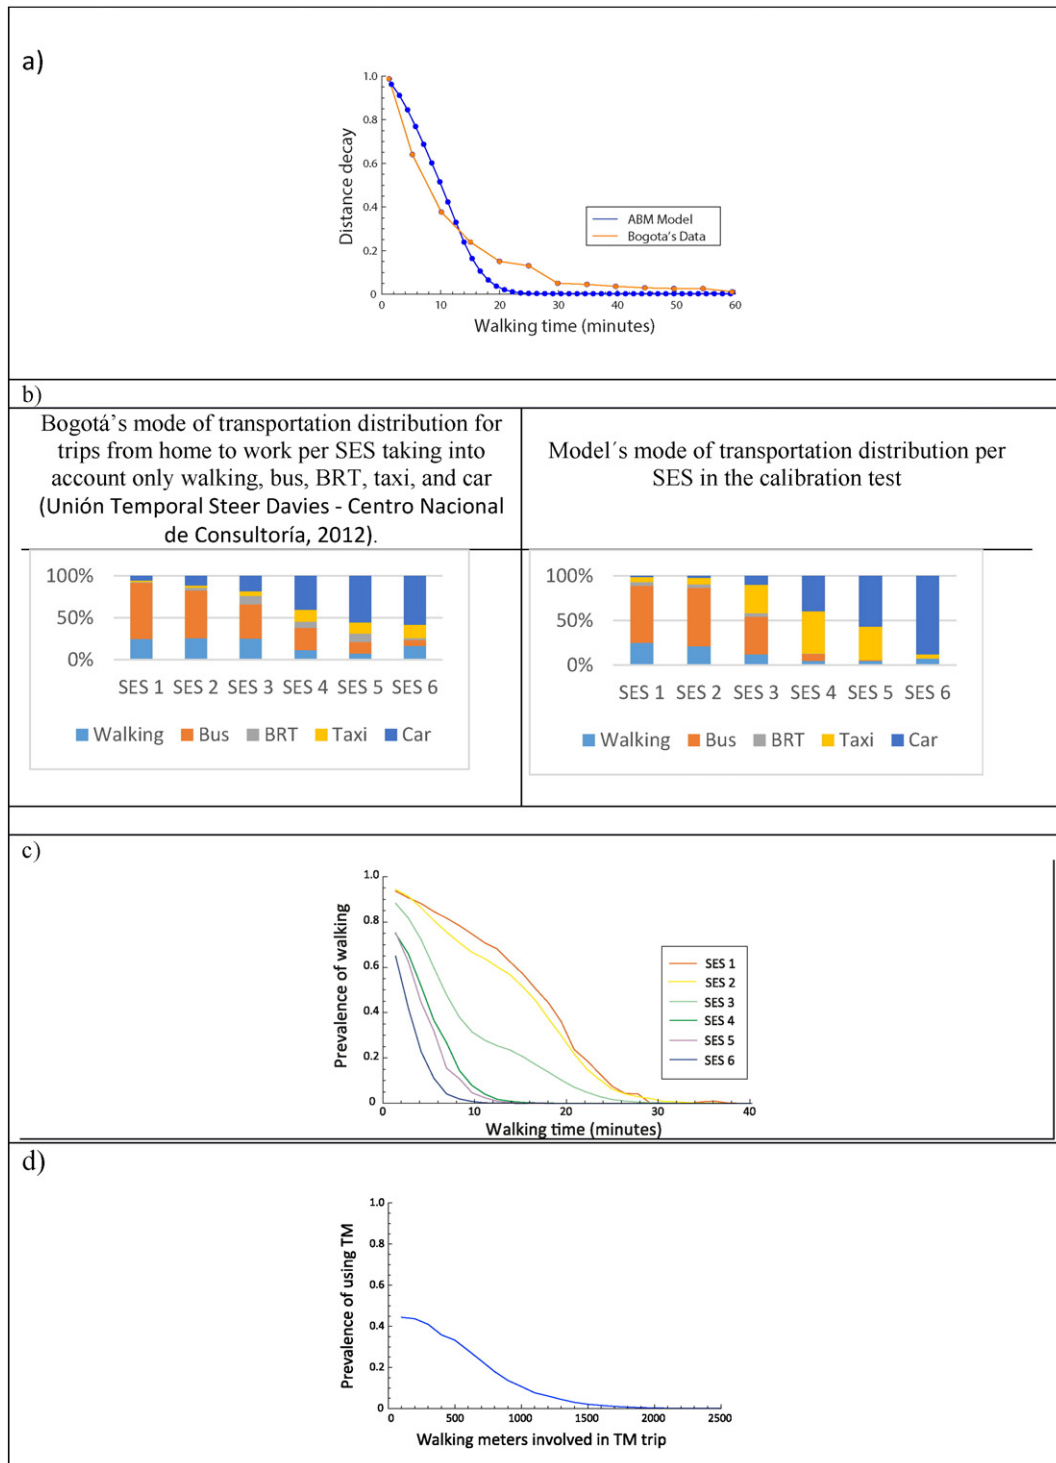 a)
1.0
0.8
0.6
0.4
0.2
0
Distance decay
ABM Model
Bogota's Data
0 10 20 30 40 50 60
Walking time (minutes)
b)
Bogotá's mode of transportation distribution for
trips from home to work per SES taking into
account only walking, bus, BRT, taxi, and car
(Unión Temporal Steer Davies - Centro Nacional
de Consultoría, 2012).
Model´s mode of transportation distribution per
SES in the calibration test
100%
50%
0%
SES 1 SES 2 SES 3 SES 4 SES 5 SES 6
Walking Bus BRT Taxi Car
100%
50%
0%
SES 1 SES 2 SES 3 SES 4 SES 5 SES 6
Walking Bus BRT Taxi Car
c)
1.0
0.8
0.6
0.4
0.2
0
Prevalence of walking
SES 1
SES 2
SES 3
SES 4
SES 5
SES 6
0 10 20 30 40
Walking time (minutes)
d)
1.0
0.8
0.6
0.4
0.2
0
Prevalence of using TM
0 500 1000 1500 2000 2500
Walking meters involved in TM trip